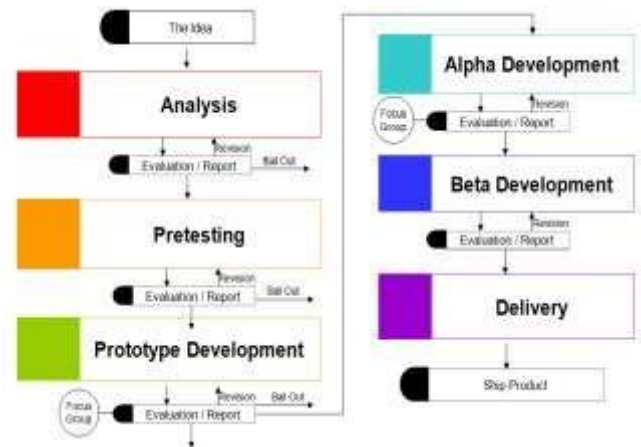 The Idea
Analysis
Revision
Evaluation / Report
Bail Out
Pretesting
Revision
Evaluation / Report
Bail Out
Prototype Development
Revision
Bail Out
Focus
Group
Evaluation / Report
Alpha Development
Revision
Focus
Group
Evaluation / Report
Beta Development
Revision
Evaluation / Report
Delivery
Ship Product